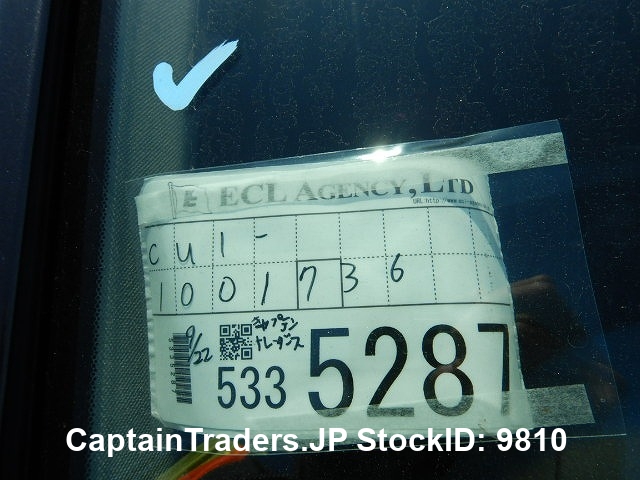 ECL AGENCY, LTD
CU1-
1001736
9/22
キャプテン
トレーダース
533 5287
CaptainTraders.JP StockID: 9810